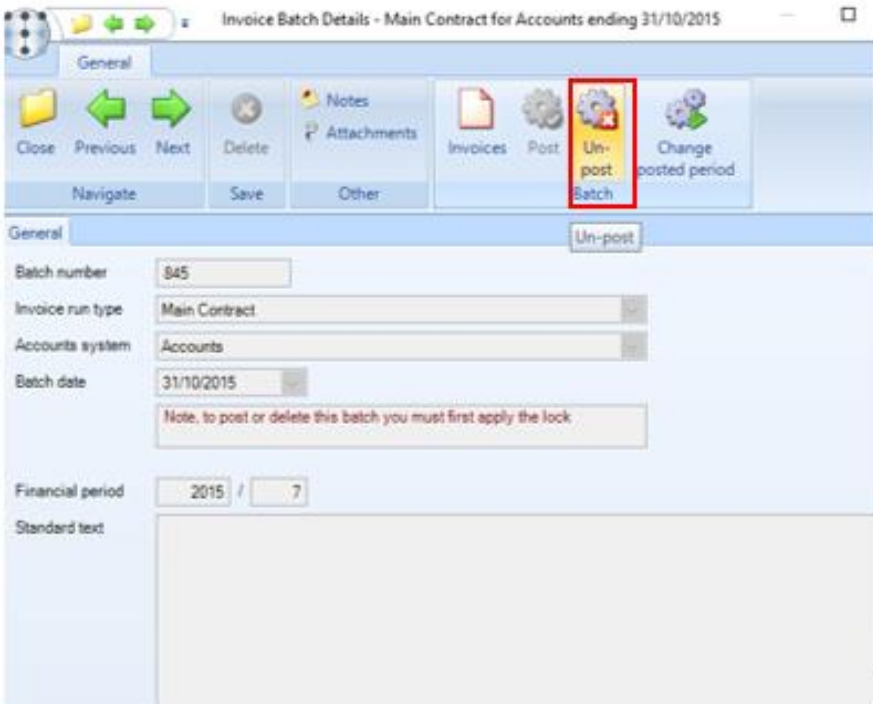 Invoice Batch Details - Main Contract for Accounts ending 31/10/2015
General
Close Previous Next Delete Notes Attachments Invoices Post Un-post Change posted period
Navigate Save Other Batch
General
Un-post
Batch number 845
Invoice run type Main Contract
Accounts system Accounts
Batch date 31/10/2015
Note, to post or delete this batch you must first apply the lock
Financial period 2015 / 7
Standard text